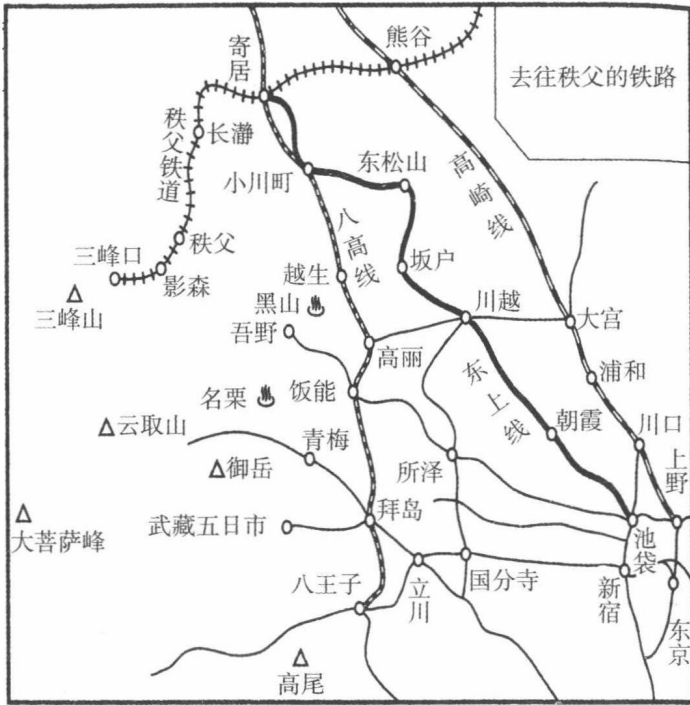 寄居
熊谷
去往秩父的铁路
长瀞
秩父铁道
小川町
东松山
高崎线
八高线
三峰口
秩父
影森
坂户
越生
三峰山
黑山
吾野
川越
大宫
高丽
浦和
名栗
饭能
东上线
朝霞
川口
云取山
青梅
所泽
上野
御岳
大菩萨峰
武藏五日市
拜岛
池袋
八王子
立川
国分寺
新宿
东京
高尾